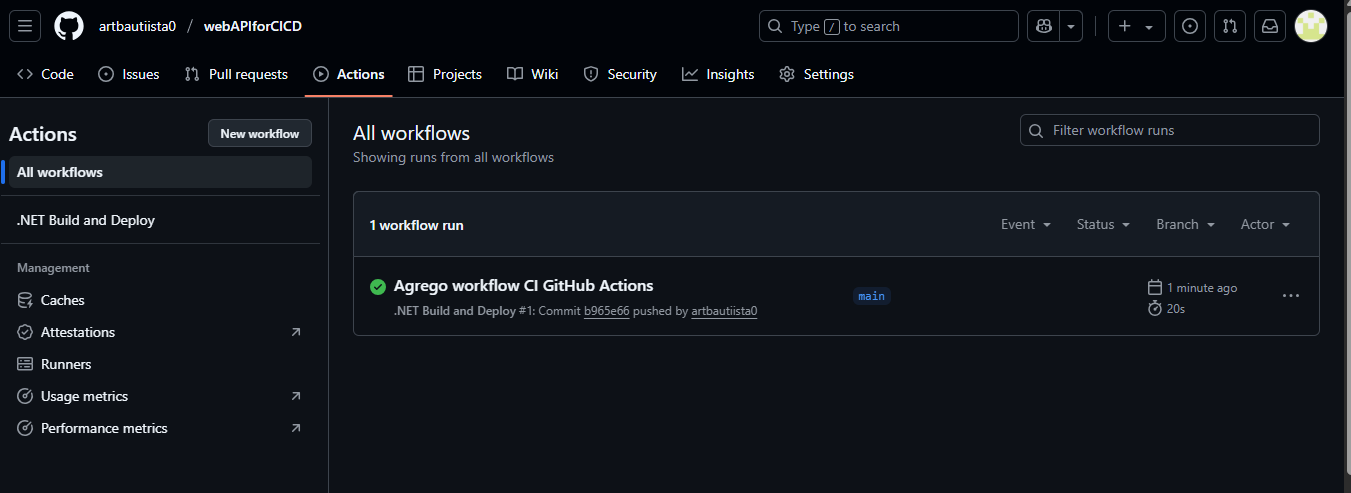 artbautiista0 / webAPIforCICD
Type / to search
Code Issues Pull requests Actions Projects Wiki Security Insights Settings
Actions
New workflow
All workflows
.NET Build and Deploy
Management
Caches
Attestations
Runners
Usage metrics
Performance metrics
All workflows
Showing runs from all workflows
Filter workflow runs
1 workflow run
Event Status Branch Actor
Agrego workflow CI GitHub Actions
.NET Build and Deploy #1: Commit b965e66 pushed by artbautiista0
main
1 minute ago
20s